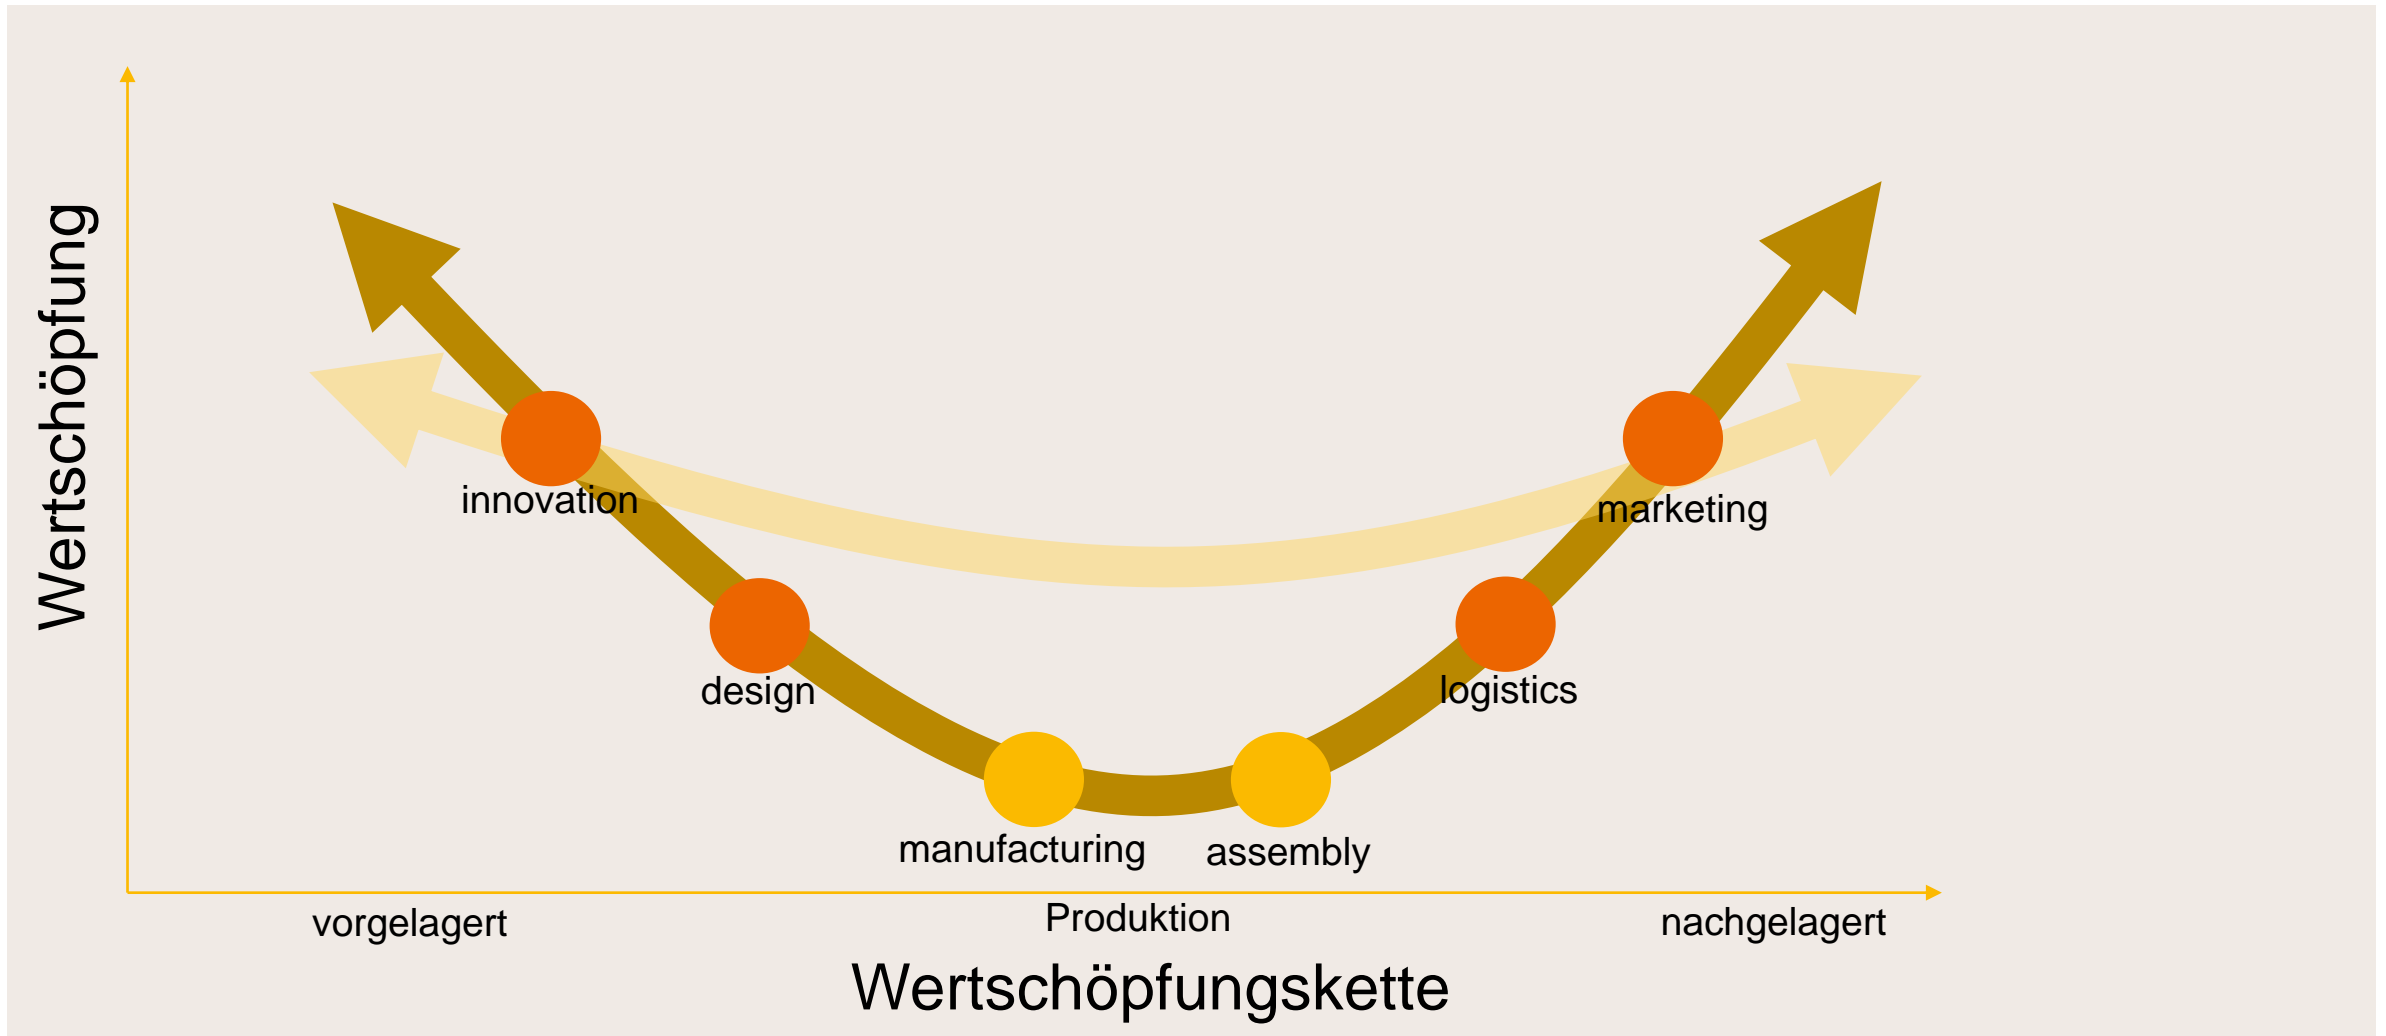 Wertschöpfung
innovation
marketing
design
logistics
manufacturing
assembly
vorgelagert
Produktion
nachgelagert
Wertschöpfungskette